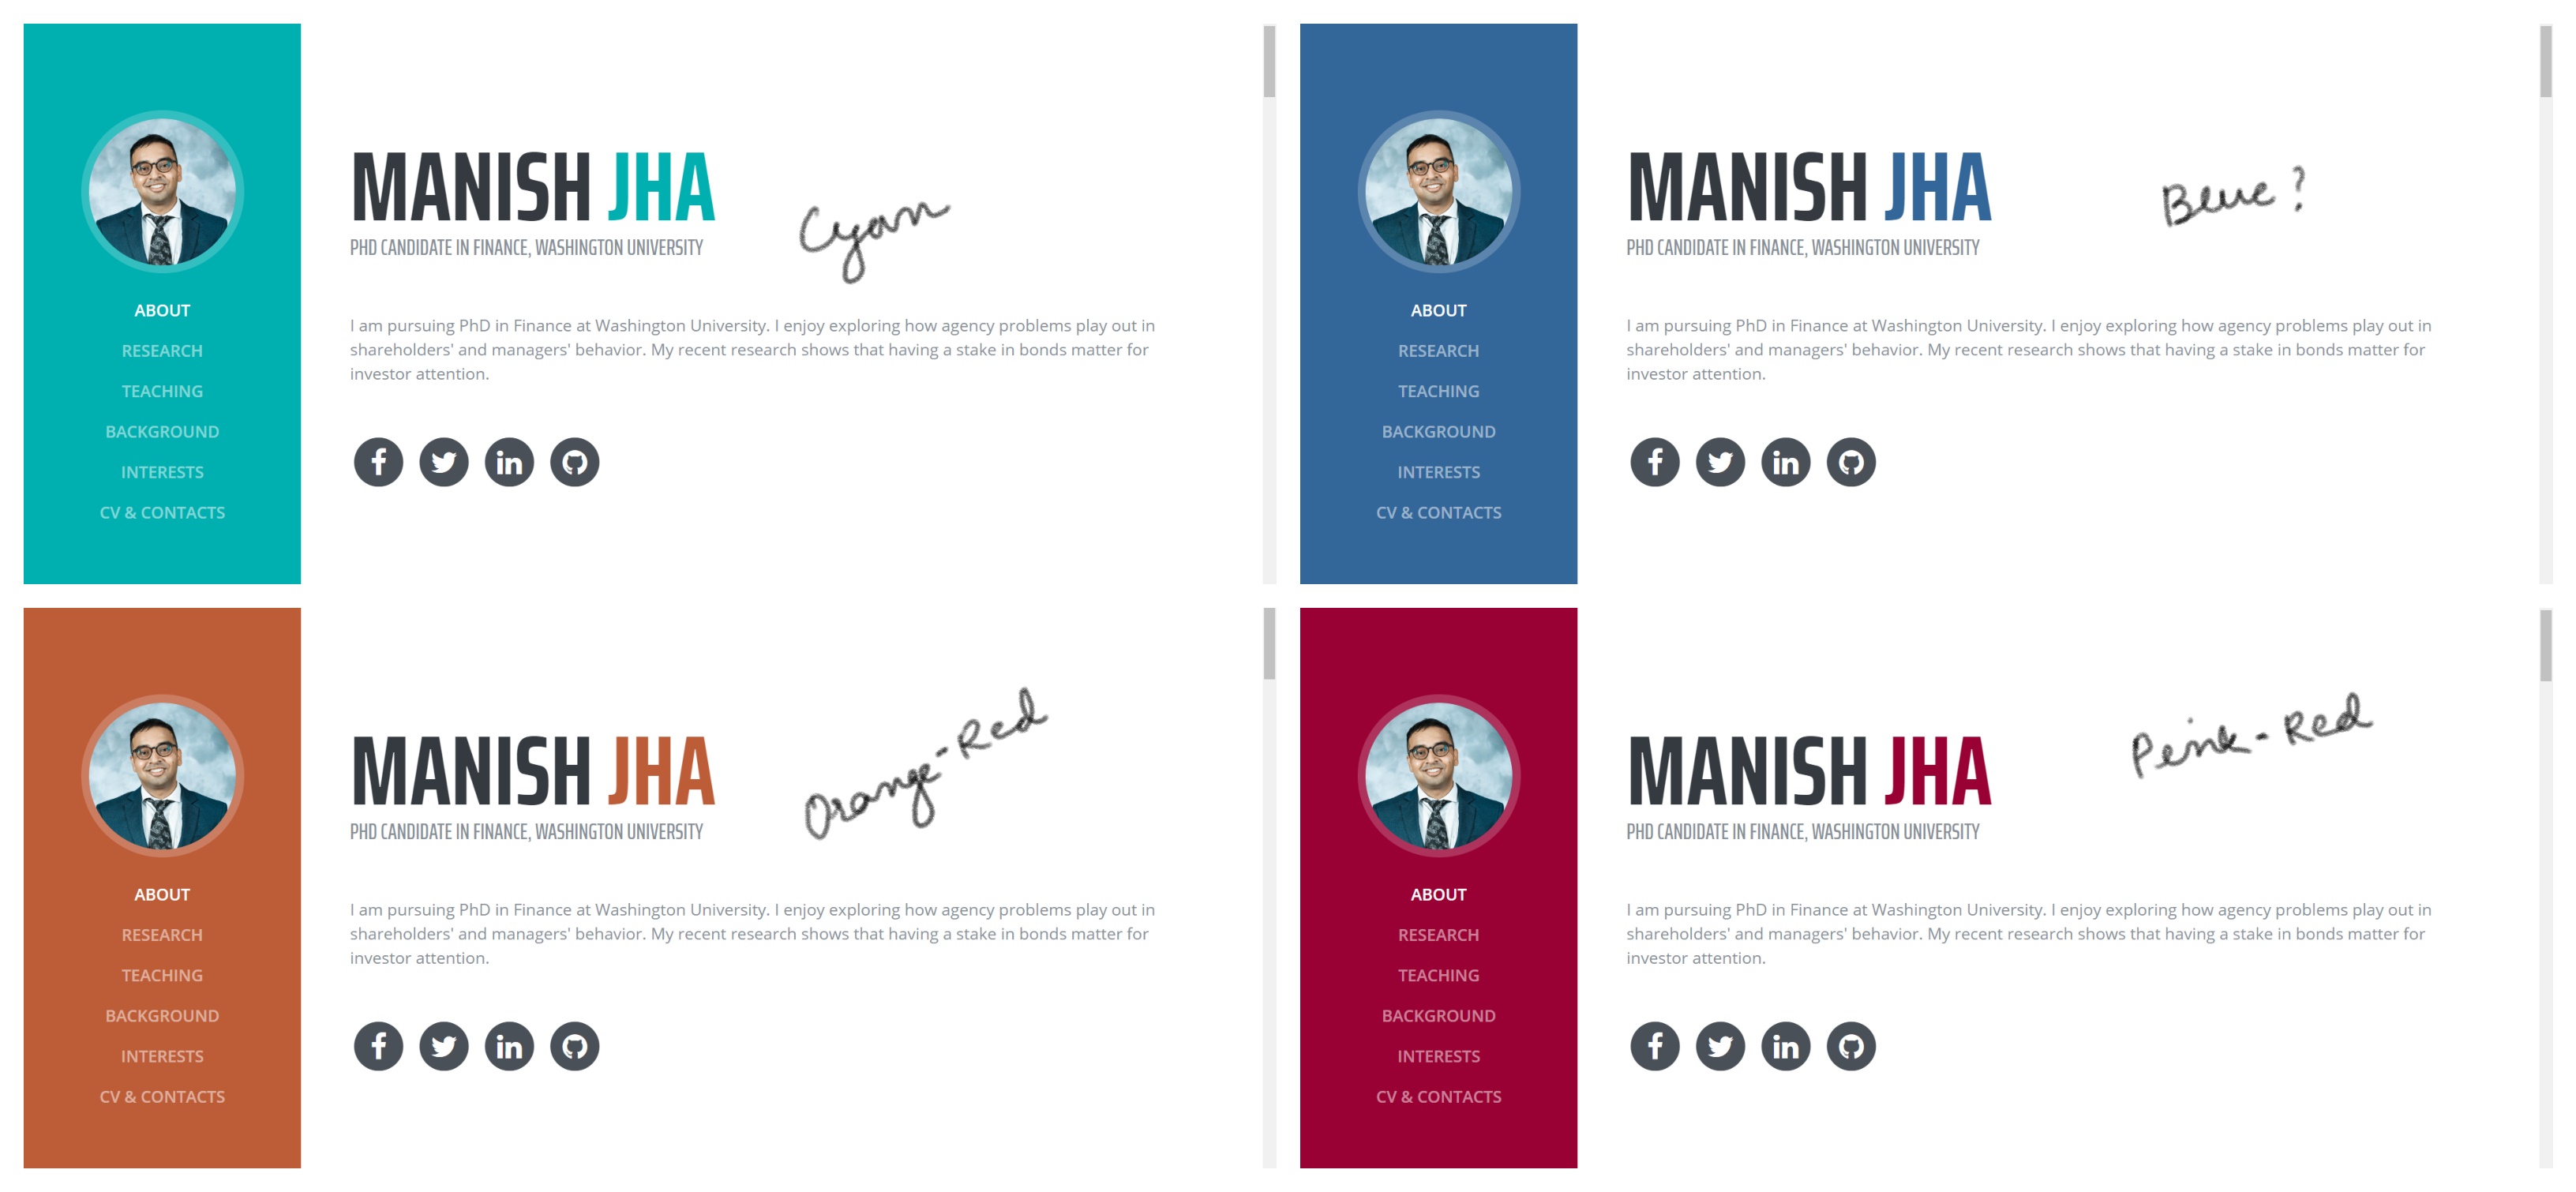 MANISH JHA
Cyan
PHD CANDIDATE IN FINANCE, WASHINGTON UNIVERSITY
ABOUT
RESEARCH
TEACHING
BACKGROUND
INTERESTS
CV & CONTACTS
I am pursuing PhD in Finance at Washington University. I enjoy exploring how agency problems play out in
shareholders' and managers' behavior. My recent research shows that having a stake in bonds matter for
investor attention.
f in
MANISH JHA
Blue?
PHD CANDIDATE IN FINANCE, WASHINGTON UNIVERSITY
ABOUT
RESEARCH
TEACHING
BACKGROUND
INTERESTS
CV & CONTACTS
I am pursuing PhD in Finance at Washington University. I enjoy exploring how agency problems play out in
shareholders' and managers' behavior. My recent research shows that having a stake in bonds matter for
investor attention.
f in
MANISH JHA
Orange-Red
PHD CANDIDATE IN FINANCE, WASHINGTON UNIVERSITY
ABOUT
RESEARCH
TEACHING
BACKGROUND
INTERESTS
CV & CONTACTS
I am pursuing PhD in Finance at Washington University. I enjoy exploring how agency problems play out in
shareholders' and managers' behavior. My recent research shows that having a stake in bonds matter for
investor attention.
f in
MANISH JHA
Pink-Red
PHD CANDIDATE IN FINANCE, WASHINGTON UNIVERSITY
ABOUT
RESEARCH
TEACHING
BACKGROUND
INTERESTS
CV & CONTACTS
I am pursuing PhD in Finance at Washington University. I enjoy exploring how agency problems play out in
shareholders' and managers' behavior. My recent research shows that having a stake in bonds matter for
investor attention.
f in